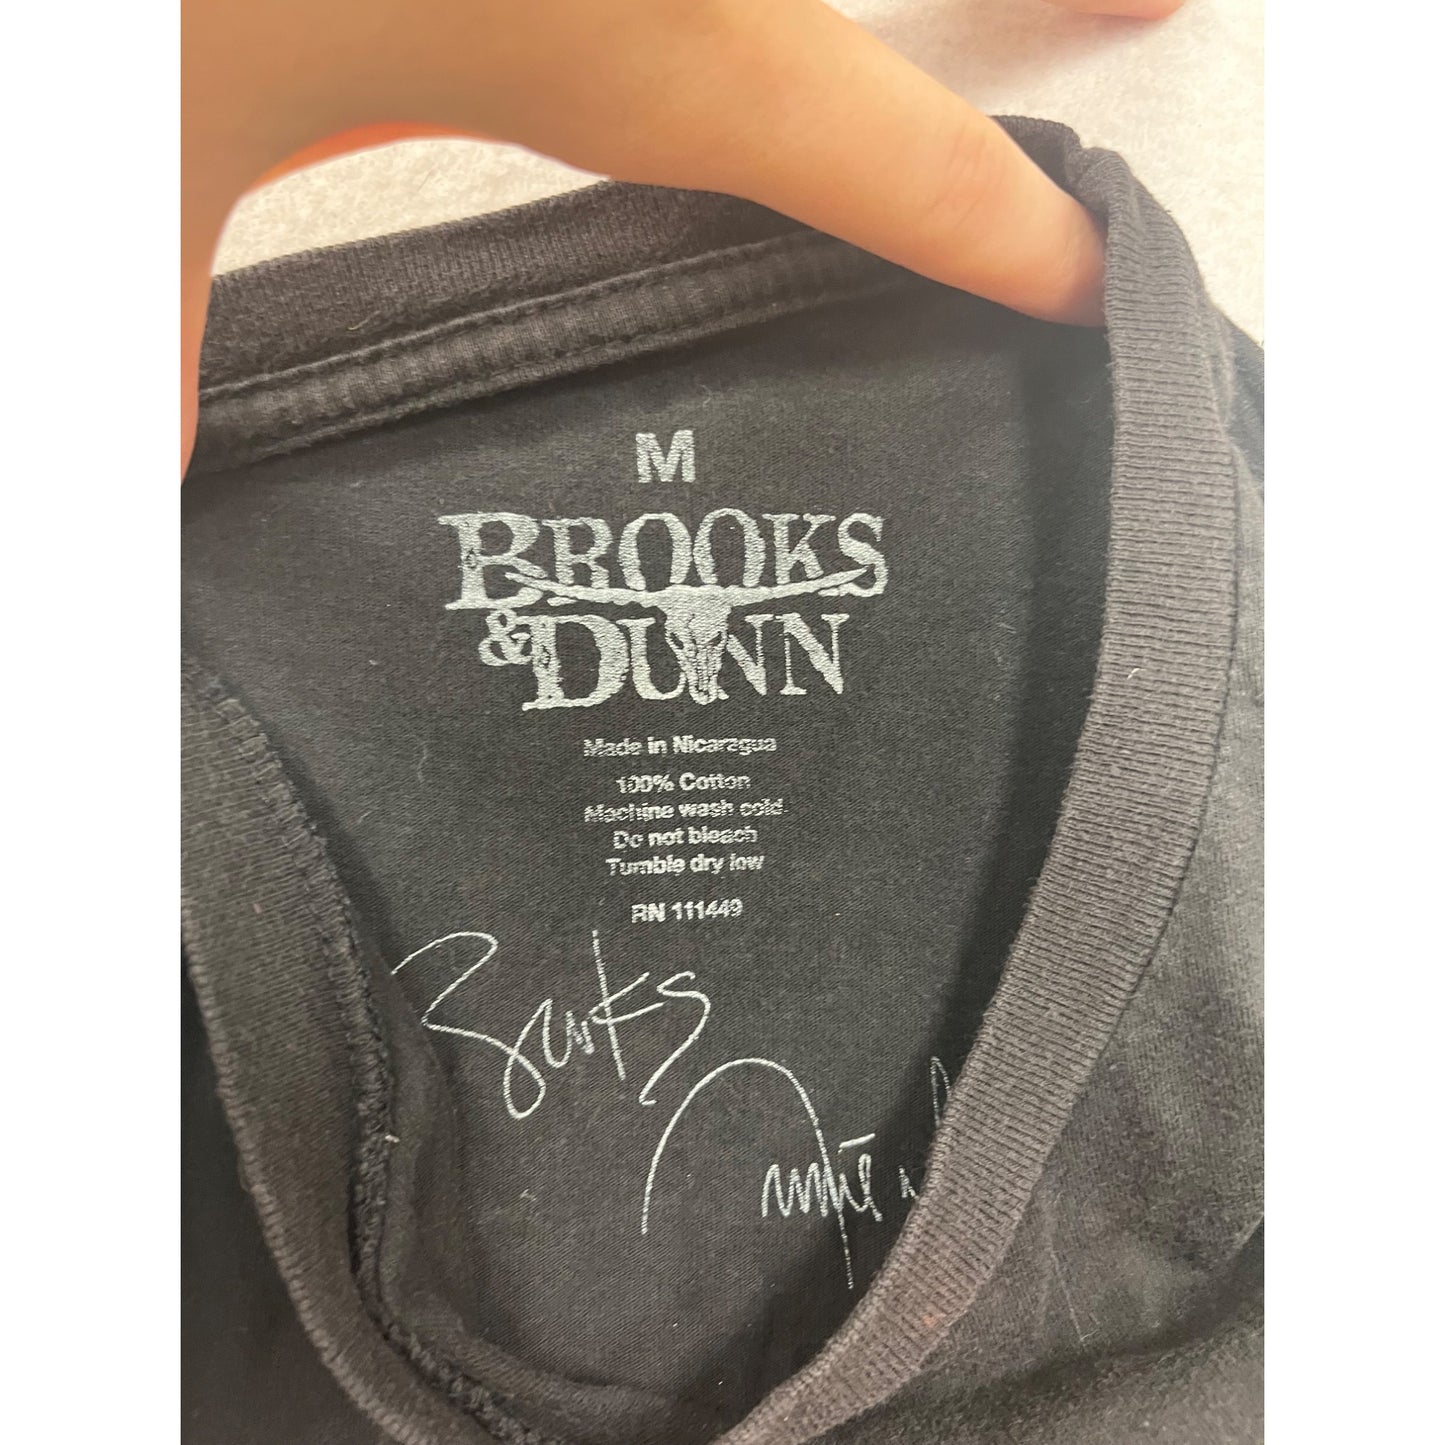 M
BROOKS
& DUNN
Made in Nicaragua
100% Cotton
Machine wash cold
Do not bleach
Tumble dry low
RN 111449